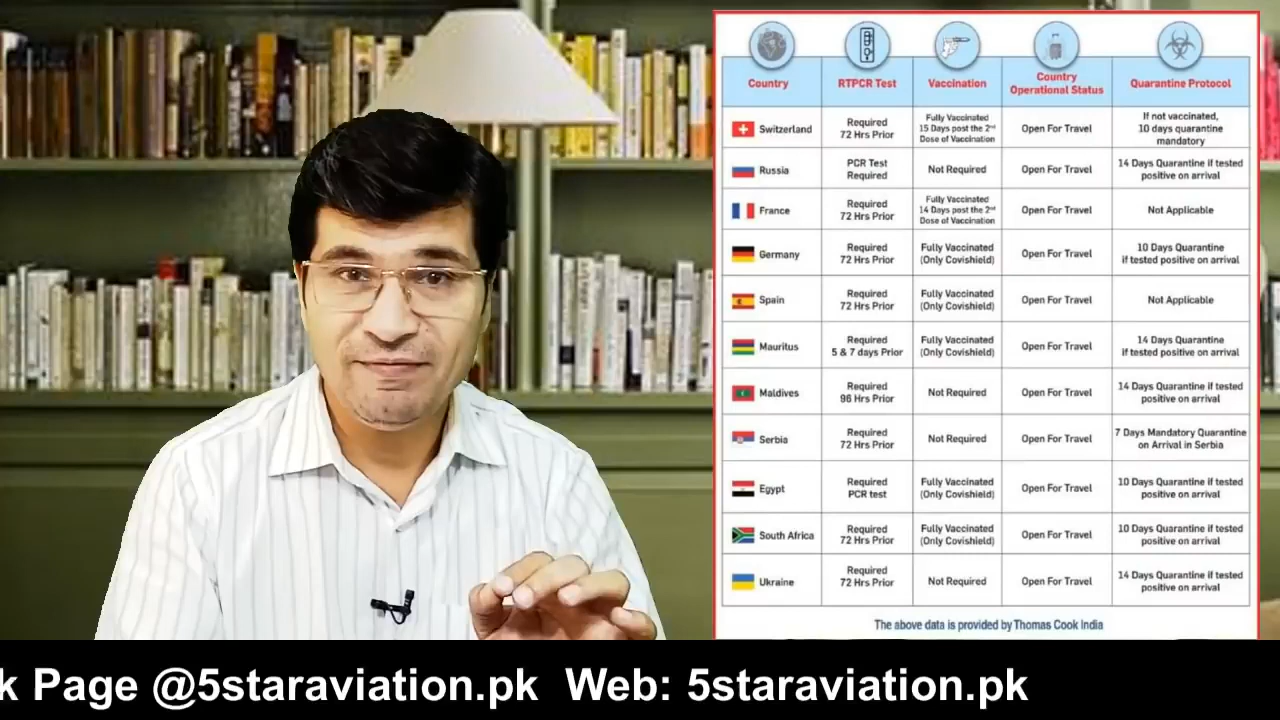 Country
RTPCR Test
Vaccination
Country
Operational Status
Quarantine Protocol
Switzerland
Required
72 Hrs Prior
Fully Vaccinated
15 Days post the 2nd
Dose of Vaccination
Open For Travel
If not vaccinated,
10 days quarantine
mandatory
Russia
PCR Test
Required
Not Required
Open For Travel
14 Days Quarantine if tested
positive on arrival
France
Required
72 Hrs Prior
Fully Vaccinated
14 Days post the 2nd
Dose of Vaccination
Open For Travel
Not Applicable
Germany
Required
72 Hrs Prior
Fully Vaccinated
(Only Covishield)
Open For Travel
10 Days Quarantine
if tested positive on arrival
Spain
Required
72 Hrs Prior
Fully Vaccinated
(Only Covishield)
Open For Travel
Not Applicable
Mauritus
Required
5 & 7 days Prior
Fully Vaccinated
(Only Covishield)
Open For Travel
14 Days Quarantine
if tested positive on arrival
Maldives
Required
96 Hrs Prior
Not Required
Open For Travel
14 Days Quarantine if tested
positive on arrival
Serbia
Required
72 Hrs Prior
Not Required
Open For Travel
7 Days Mandatory Quarantine
on Arrival in Serbia
Egypt
Required
PCR test
Fully Vaccinated
(Only Covishield)
Open For Travel
10 Days Quarantine if tested
positive on arrival
South Africa
Required
72 Hrs Prior
Fully Vaccinated
(Only Covishield)
Open For Travel
10 Days Quarantine if tested
positive on arrival
Ukraine
Required
72 Hrs Prior
Not Required
Open For Travel
14 Days Quarantine if tested
positive on arrival
The above data is provided by Thomas Cook India
k Page @5staraviation.pk Web: 5staraviation.pk